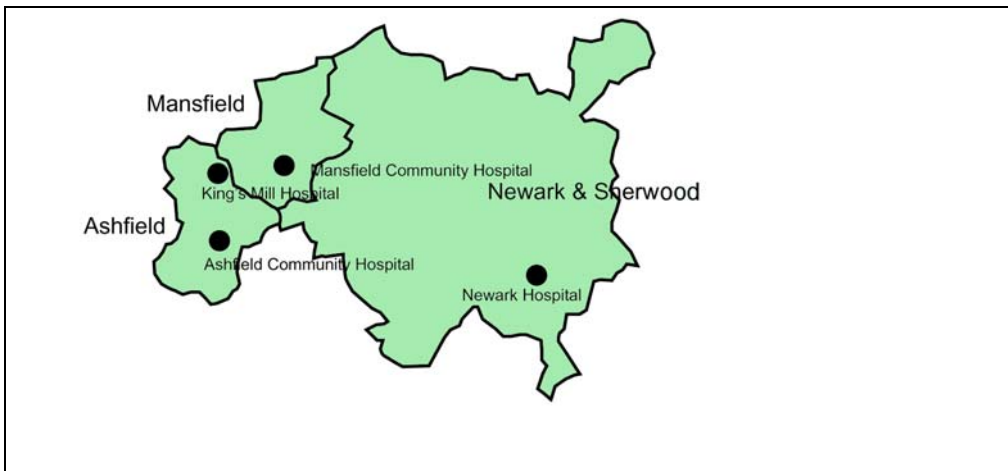 Mansfield
Mansfield Community Hospital
King's Mill Hospital
Newark & Sherwood
Ashfield
Ashfield Community Hospital
Newark Hospital